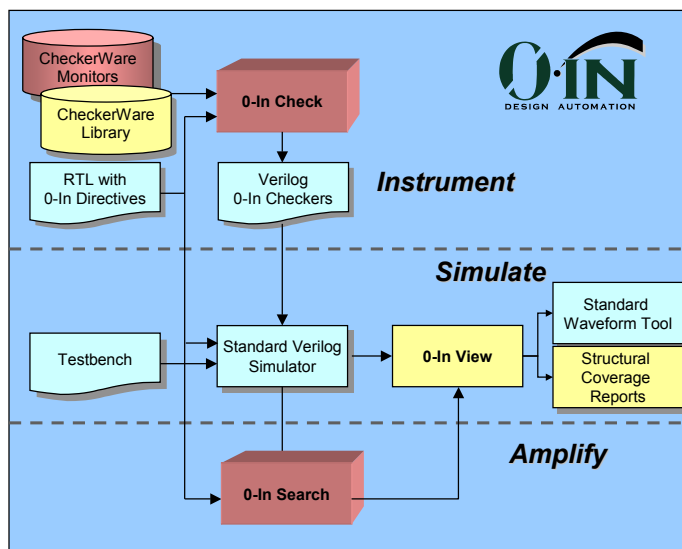 CheckerWare
Monitors
CheckerWare
Library
0-In Check
0-IN
DESIGN AUTOMATION
RTL with
0-In Directives
Verilog
0-In Checkers
Instrument
Simulate
Testbench
Standard Verilog
Simulator
0-In View
Standard
Waveform Tool
Structural
Coverage
Reports
Amplify
0-In Search